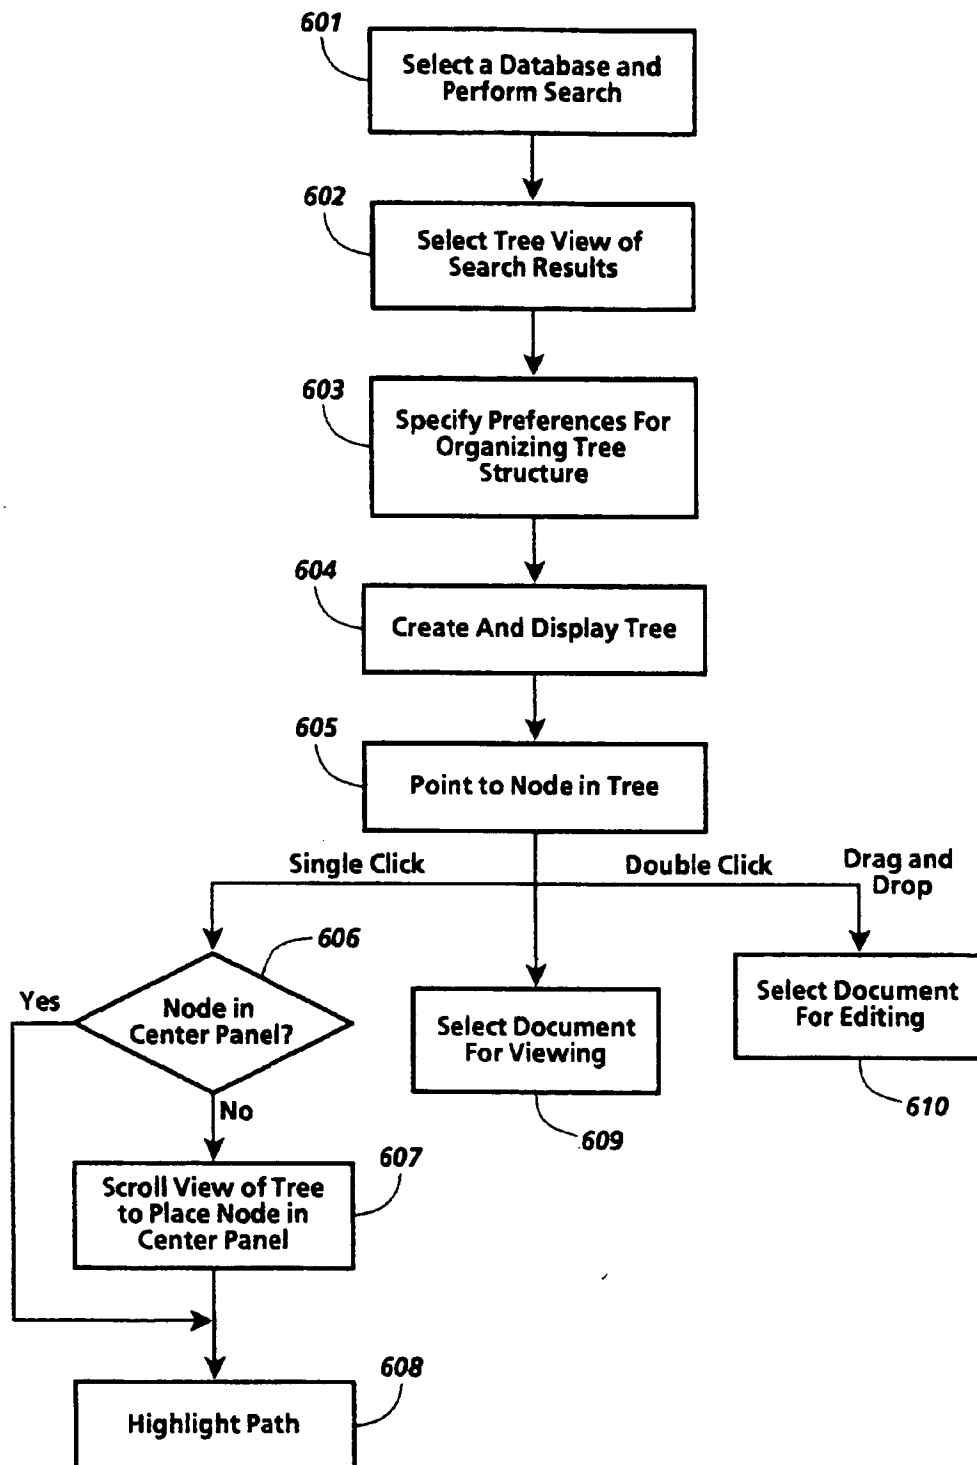 601
Select a Database and
Perform Search
602
Select Tree View of
Search Results
603
Specify Preferences For
Organizing Tree
Structure
604
Create And Display Tree
605
Point to Node in Tree
Single Click
Double Click
Drag and
Drop
606
Yes
Node in
Center Panel?
No
Select Document
For Viewing
609
Select Document
For Editing
610
607
Scroll View of Tree
to Place Node in
Center Panel
608
Highlight Path